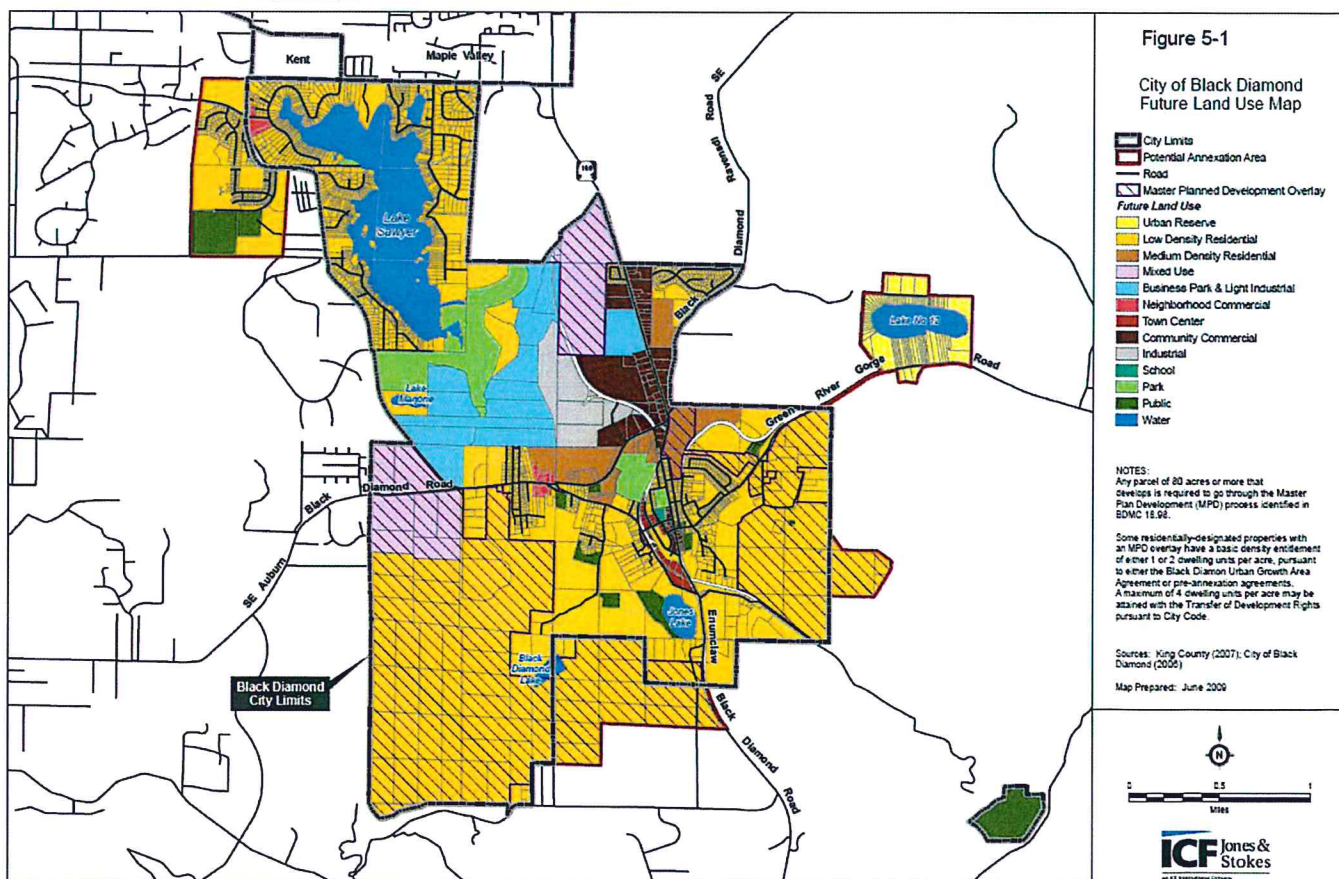 Figure 5-1
City of Black Diamond
Future Land Use Map
City Limits
Potential Annexation Area
Road
Master Planned Development Overlay
Future Land Use
Urban Reserve
Low Density Residential
Medium Density Residential
Mixed Use
Business Park & Light Industrial
Neighborhood Commercial
Town Center
Community Commercial
Industrial
School
Park
Public
Water
NOTES:
Any parcel of 80 acres or more that
develops is required to go through the Master
Plan Development (MPD) process identified in
BDMC 18.98.
Some residentially-designated properties with
an MPD overlay have a basic density entitlement
of either 1 or 2 dwelling units per acre, pursuant
to either the Black Diamon Urban Growth Area
Agreement or pre-annexation agreements.
A maximum of 4 dwelling units per acre may be
attained with the Transfer of Development Rights
pursuant to City Code.
Sources: King County (2007); City of Black
Diamond (2006)
Map Prepared: June 2009
N
0 0.5 1
Miles
ICF Jones &
Stokes
Kent
Maple Valley
Lake
Sawyer
169
Black Diamond Ravensdl Road SE
Lake No 12
Green River Gorge Road
Lake
Marjorie
SE Auburn Black Diamond Road
Jones
Lake
Black
Diamond
Lake
Enumclaw Black Diamond Road
Black Diamond
City Limits